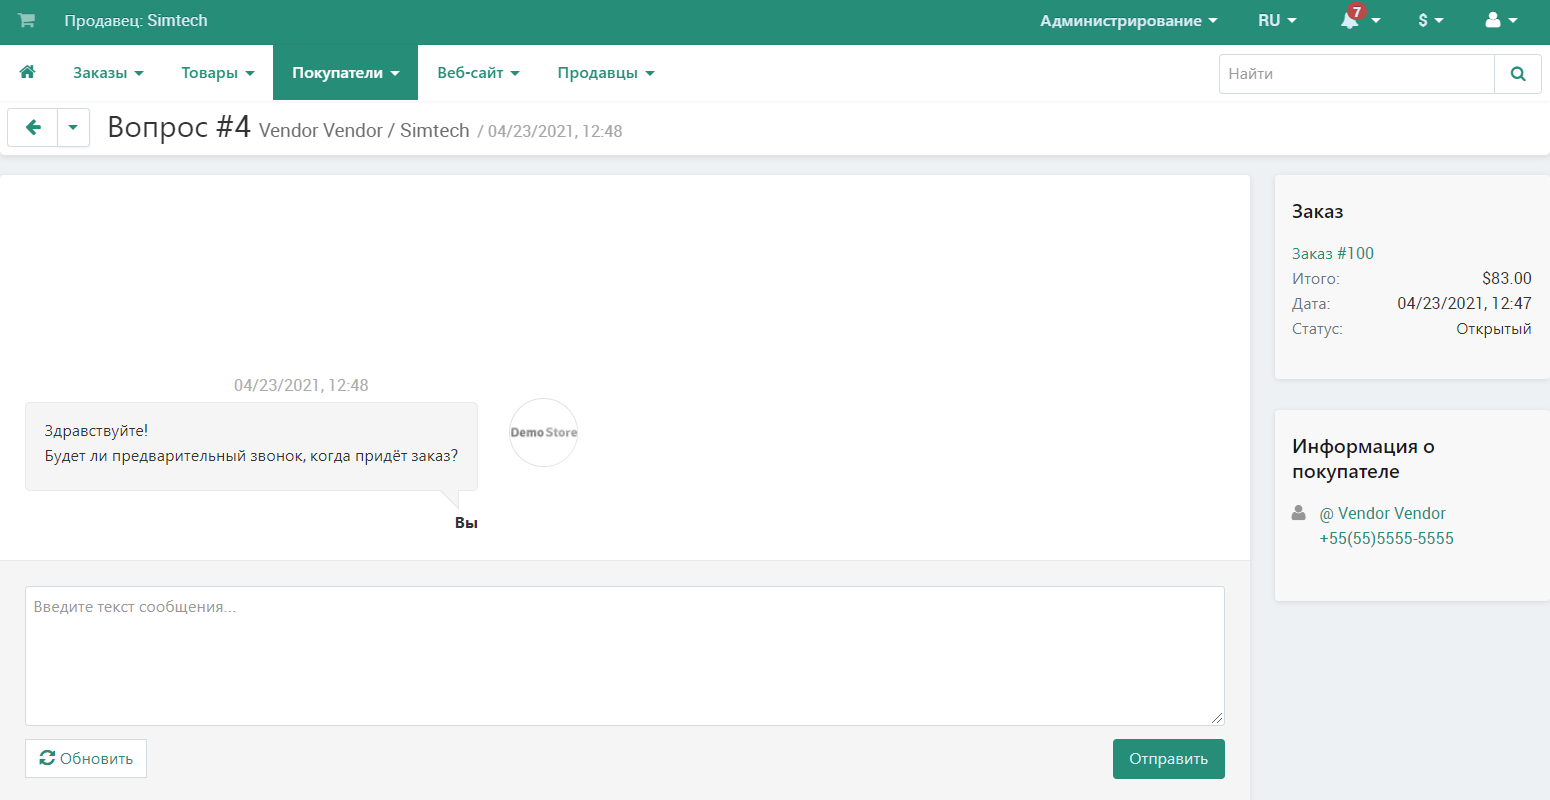 Продавец: Simtech
Администрирование
RU
7
$
Заказы
Товары
Покупатели
Веб-сайт
Продавцы
Найти
Вопрос #4 Vendor Vendor / Simtech / 04/23/2021, 12:48
04/23/2021, 12:48
Здравствуйте!
Будет ли предварительный звонок, когда придёт заказ?
Demo Store
Вы
Введите текст сообщения...
Обновить
Отправить
Заказ
Заказ #100
Итого: $83.00
Дата: 04/23/2021, 12:47
Статус: Открытый
Информация о
покупателе
@ Vendor Vendor
+55(55)5555-5555